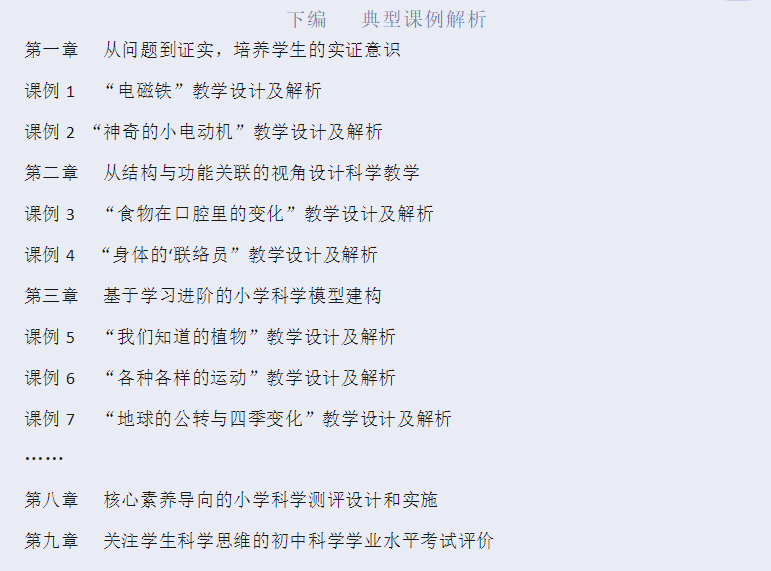 下编 典型课例解析
第一章 从问题到证实，培养学生的实证意识
课例 1 “电磁铁”教学设计及解析
课例 2 “神奇的小电动机”教学设计及解析
第二章 从结构与功能关联的视角设计科学教学
课例 3 “食物在口腔里的变化”教学设计及解析
课例 4 “身体的‘联络员”教学设计及解析
第三章 基于学习进阶的小学科学模型建构
课例 5 “我们知道的植物”教学设计及解析
课例 6 “各种各样的运动”教学设计及解析
课例 7 “地球的公转与四季变化”教学设计及解析
……
第八章 核心素养导向的小学科学测评设计和实施
第九章 关注学生科学思维的初中科学学业水平考试评价